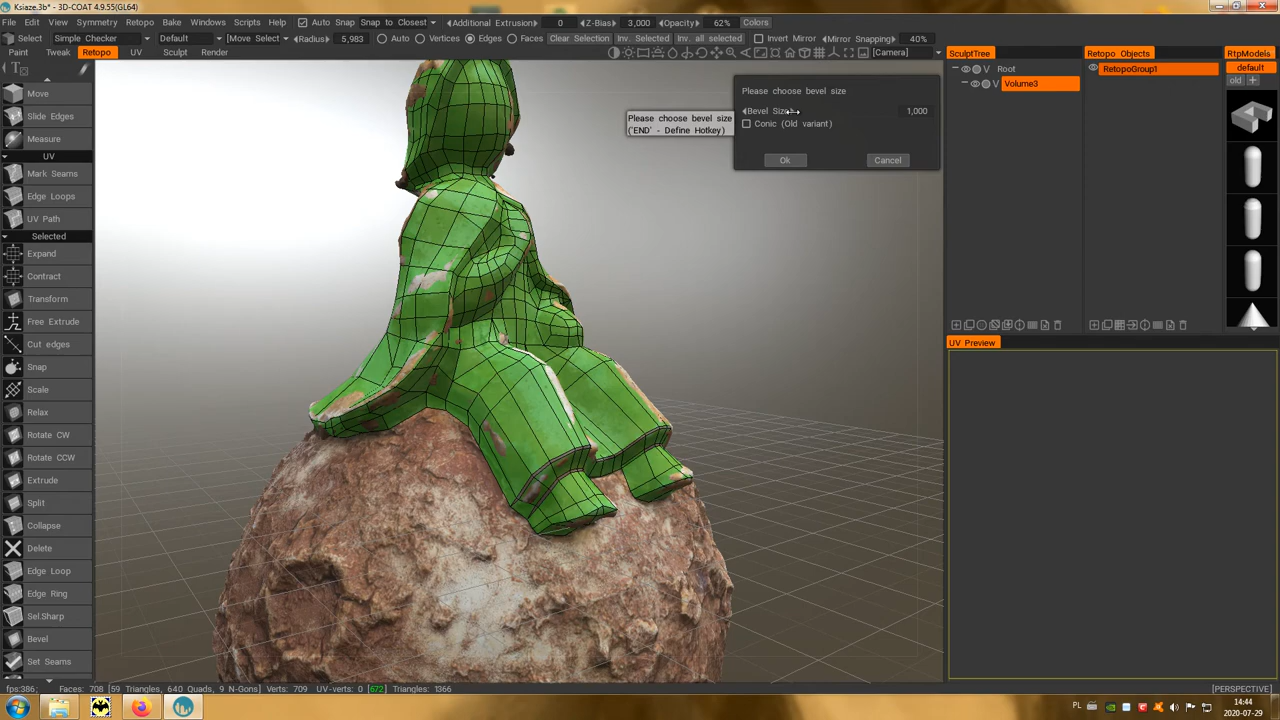 Ksiaze.3b* - 3D-COAT 4.9.55(GL64)
File Edit View Symmetry Retopo Bake Windows Scripts Help Auto Snap Snap to Closest Additional Extrusion 0 Z-Bias 3,000 Opacity 62% Colors
Select Simple Checker Default [Move Select] Radius 5,983 Auto Vertices Edges Faces Clear Selection Inv. Selected Inv. all selected Invert Mirror Mirror Snapping 40%
Paint Tweak Retopo UV Sculpt Render [Camera]
SculptTree Retopo Objects RtpModels
Root
Volume3
RetopoGroup1
default
old
Move
Slide Edges
Measure
UV
Mark Seams
Edge Loops
UV Path
Selected
Expand
Contract
Transform
Free Extrude
Cut edges
Snap
Scale
Relax
Rotate CW
Rotate CCW
Extrude
Split
Collapse
Delete
Edge Loop
Edge Ring
Sel.Sharp
Bevel
Set Seams
Please choose bevel size
('END' - Define Hotkey)
Please choose bevel size
Bevel Size 1,000
Conic (Old variant)
Ok Cancel
UV Preview
fps:386; Faces: 708 [59 Triangles, 640 Quads, 9 N-Gons] Verts: 709 UV-verts: 0 [672] Triangles: 1366 [PERSPECTIVE]
PL 14:44
2020-07-29